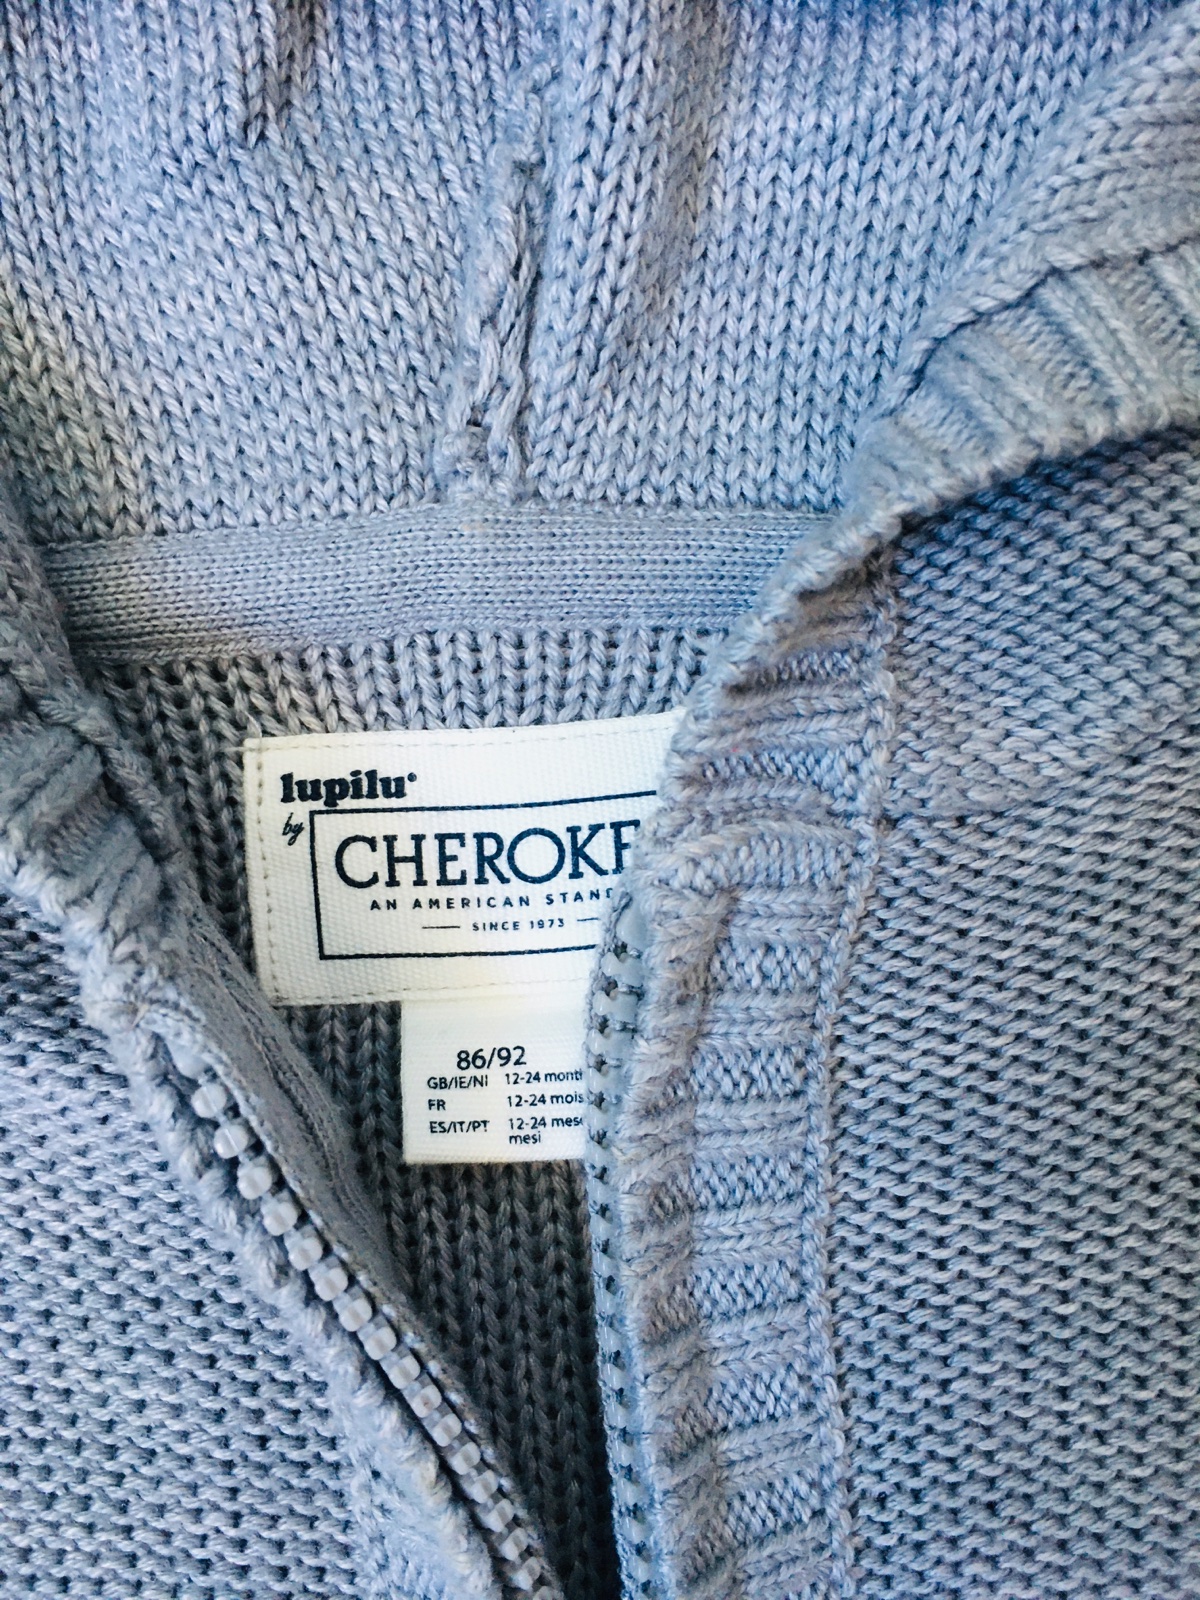 lupilu
by
CHEROKE
AN AMERICAN STAND
SINCE 1973
86/92
GB/IE/NI 12-24 mont
FR 12-24 mois
ES/IT/PT 12-24 mes
mesi